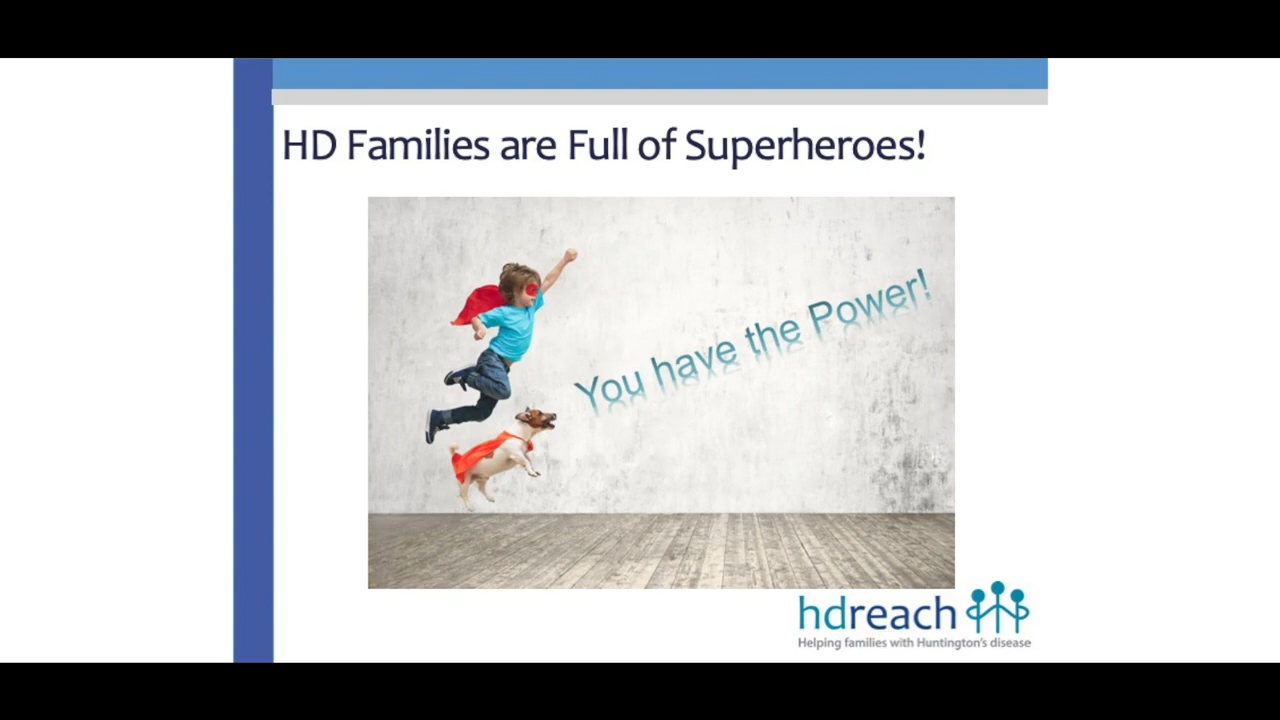 HD Families are Full of Superheroes!
You have the Power!
hdreach
Helping families with Huntington's disease